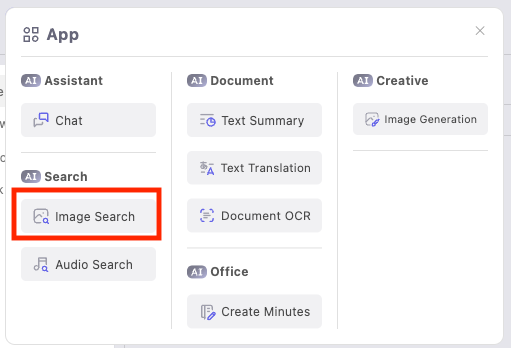 App
AI Assistant
Chat
AI Search
Image Search
Audio Search
AI Document
Text Summary
Text Translation
Document OCR
AI Office
Create Minutes
AI Creative
Image Generation